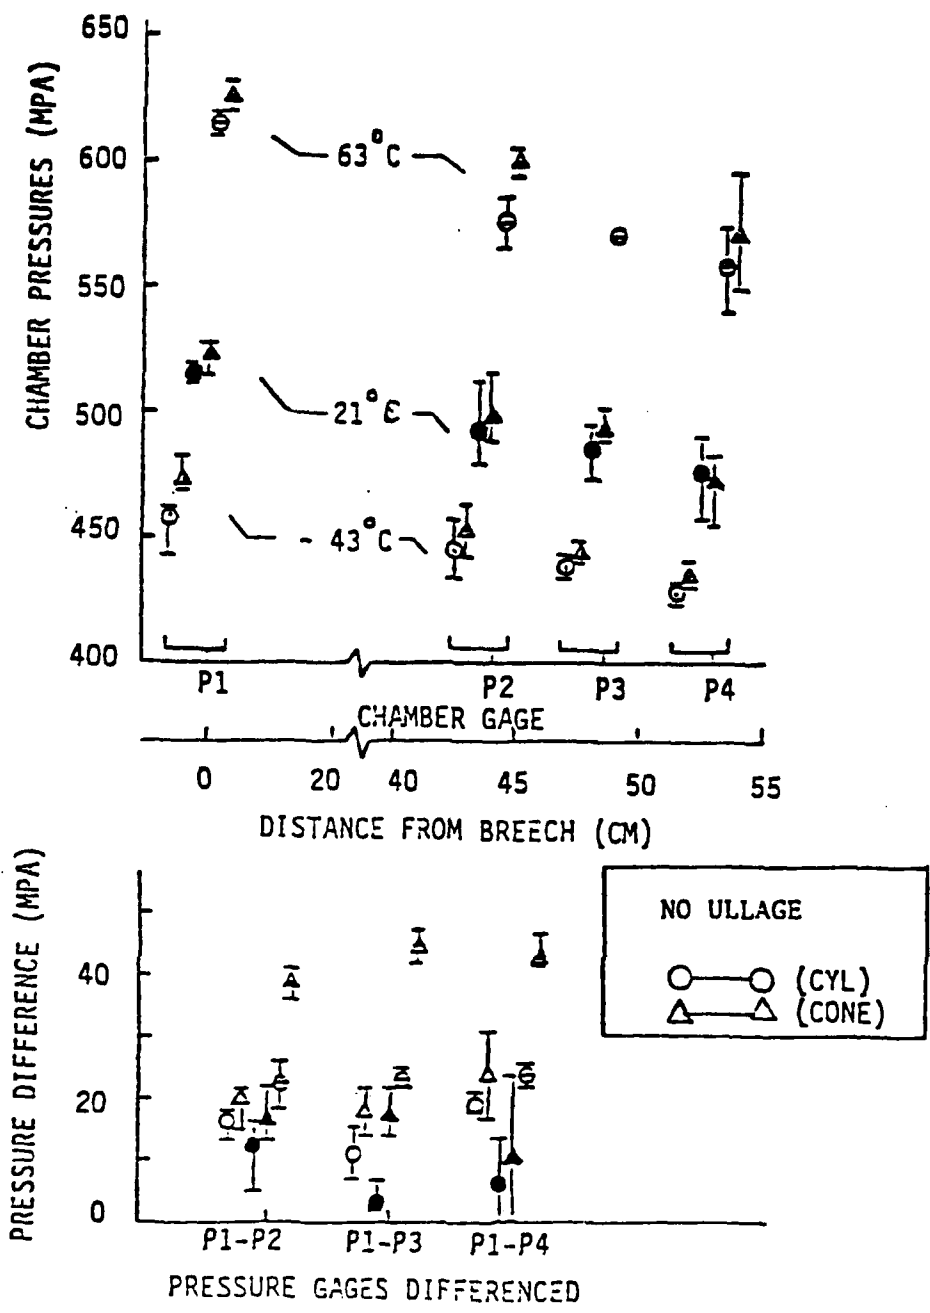 CHAMBER PRESSURES (MPA)
650
600
550
500
450
400
63°C
21°C
- 43°C
P1 P2 P3 P4
CHAMBER GAGE
0 20 40 45 50 55
DISTANCE FROM BREECH (CM)
PRESSURE DIFFERENCE (MPA)
40
20
0
P1-P2 P1-P3 P1-P4
PRESSURE GAGES DIFFERENCED
NO ULLAGE
(CYL)
(CONE)